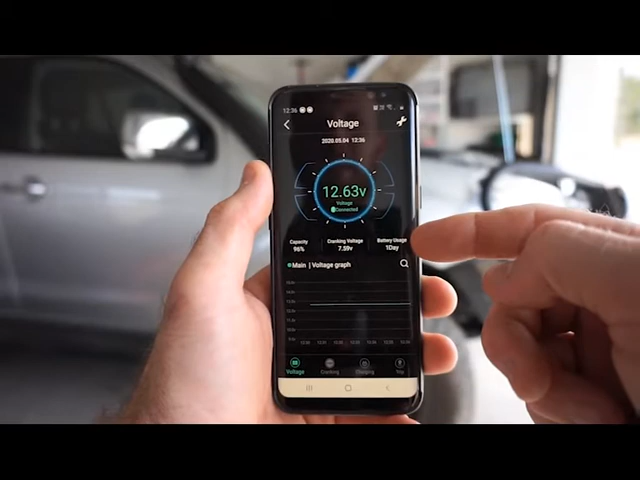 12:36
Voltage
2020.05.04 12:36
12.63v
Voltage
Connected
Capacity
96%
Cranking Voltage
7.59v
Battery Usage
1Day
Main | Voltage graph
Voltage
Cranking
Charging
Trip